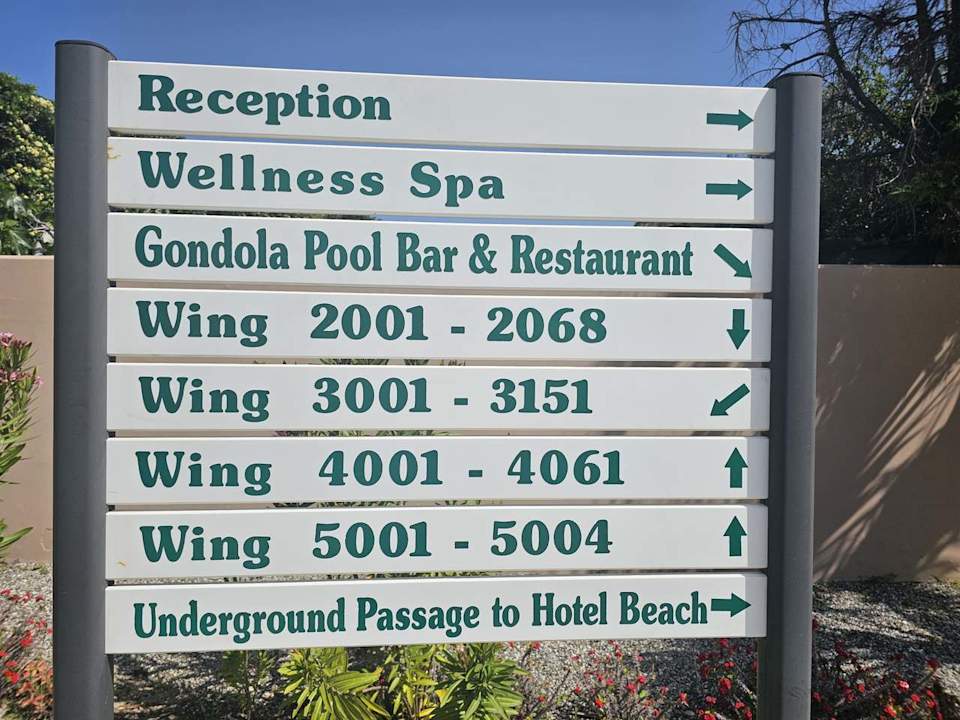 Reception
Wellness Spa
Gondola Pool Bar & Restaurant
Wing 2001 - 2068
Wing 3001 - 3151
Wing 4001 - 4061
Wing 5001 - 5004
Underground Passage to Hotel Beach